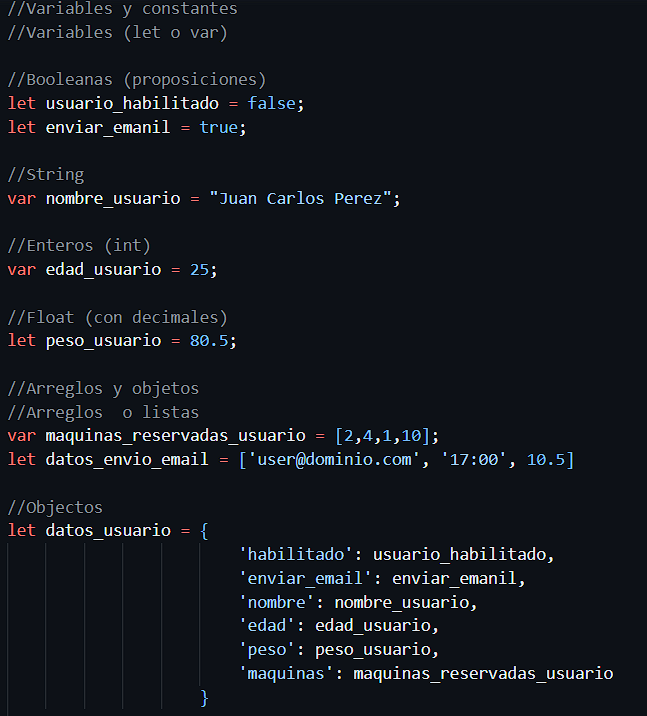 //Variables y constantes
//Variables (let o var)
//Booleanas (proposiciones)
let usuario_habilitado = false;
let enviar_emanil = true;
//String
var nombre_usuario = "Juan Carlos Perez";
//Enteros (int)
var edad_usuario = 25;
//Float (con decimales)
let peso_usuario = 80.5;
//Arreglos y objetos
//Arreglos  o listas
var maquinas_reservadas_usuario = [2,4,1,10];
let datos_envio_email = ['user@dominio.com', '17:00', 10.5]
//Objectos
let datos_usuario = {
'habilitado': usuario_habilitado,
'enviar_email': enviar_emanil,
'nombre': nombre_usuario,
'edad': edad_usuario,
'peso': peso_usuario,
'maquinas': maquinas_reservadas_usuario
}